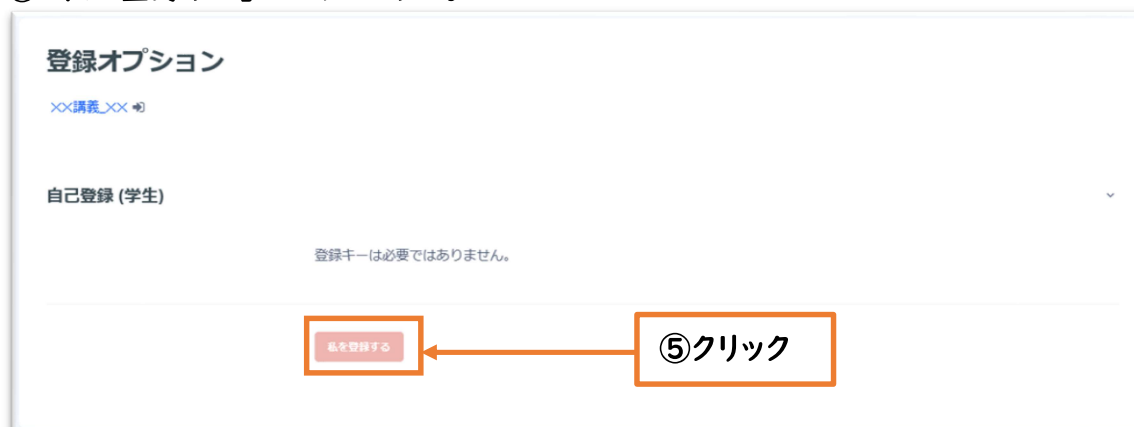 登録オプション
××講義_××
自己登録 (学生)
登録キーは必要ではありません。
私を登録する
⑤クリック